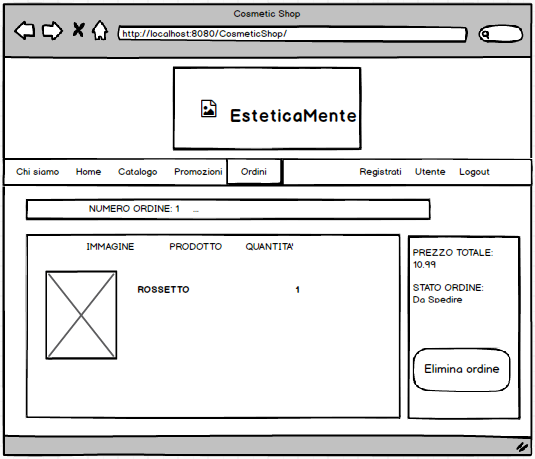 Cosmetic Shop
http://localhost:8080/CosmeticShop/
EsteticaMente
Chi siamo Home Catalogo Promozioni Ordini Registrati Utente Logout
NUMERO ORDINE: 1 ...
IMMAGINE PRODOTTO QUANTITA'
ROSSETTO 1
PREZZO TOTALE:
10.99
STATO ORDINE:
Da Spedire
Elimina ordine